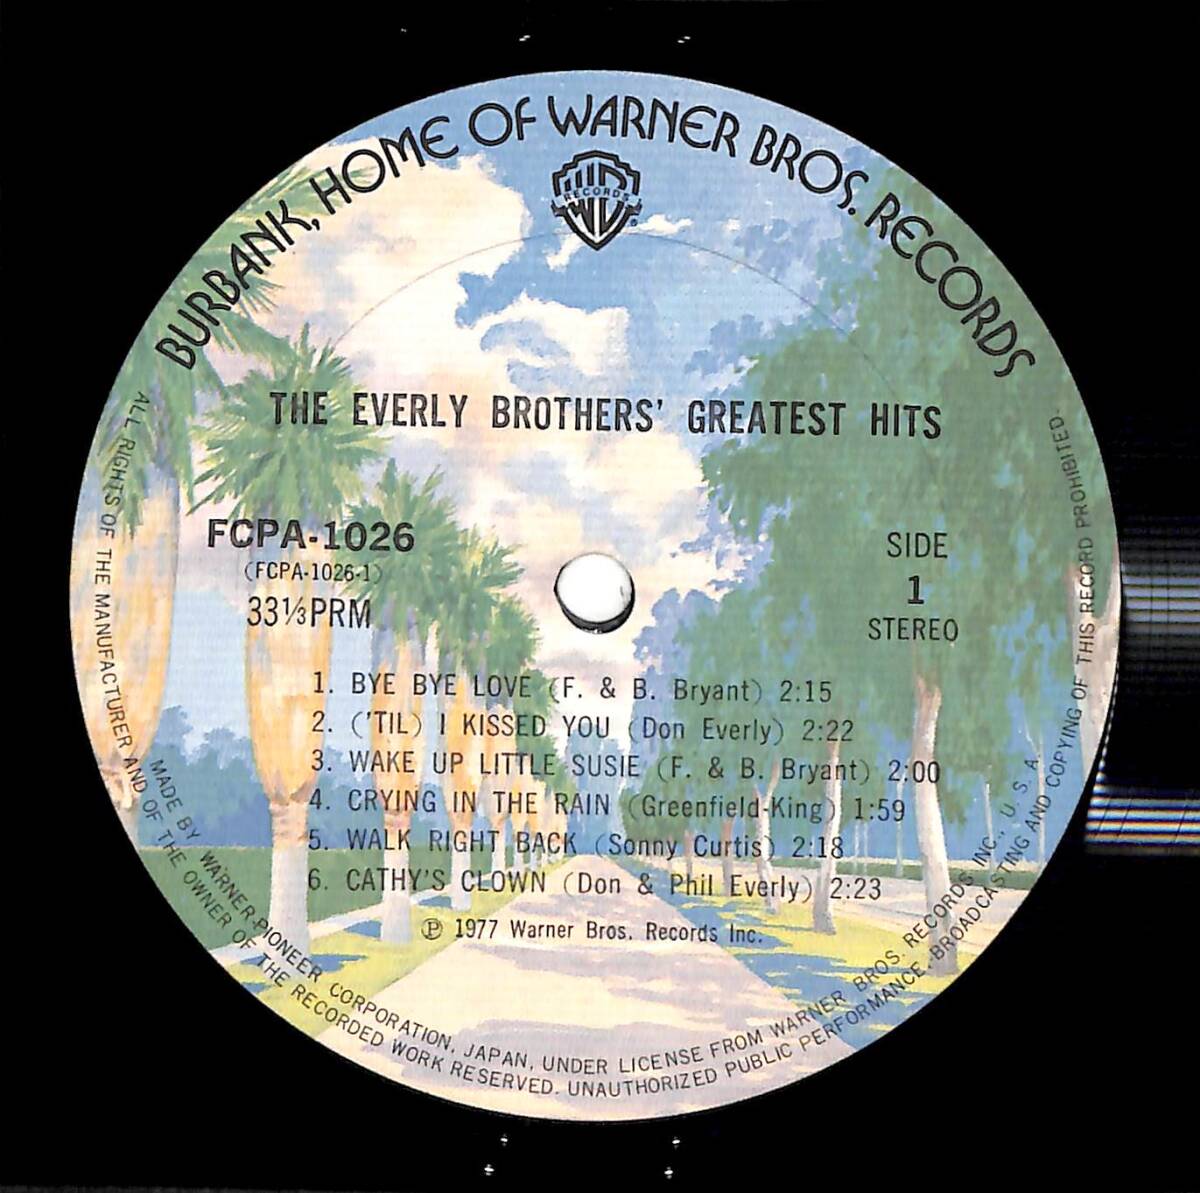 BURBANK, HOME OF WARNER BROS. RECORDS
RECORDS
THE EVERLY BROTHERS' GREATEST HITS
FCPA-1026
(FCPA-1026-1)
33⅓PRM
SIDE
1
STEREO
1. BYE BYE LOVE (F. & B. Bryant) 2:15
2. ('TIL) I KISSED YOU (Don Everly) 2:22
3. WAKE UP LITTLE SUSIE (F. & B. Bryant) 2:00
4. CRYING IN THE RAIN (Greenfield-King) 1:59
5. WALK RIGHT BACK (Sonny Curtis) 2:18
6. CATHY'S CLOWN (Don & Phil Everly) 2:23
℗ 1977 Warner Bros. Records Inc.
MADE BY WARNER-PIONEER CORPORATION, JAPAN, UNDER LICENSE FROM WARNER BROS. RECORDS INC., U. S. A.
ALL RIGHTS OF THE MANUFACTURER AND OF THE OWNER OF THE RECORDED WORK RESERVED. UNAUTHORIZED PUBLIC PERFORMANCE, BROADCASTING AND COPYING OF THIS RECORD PROHIBITED